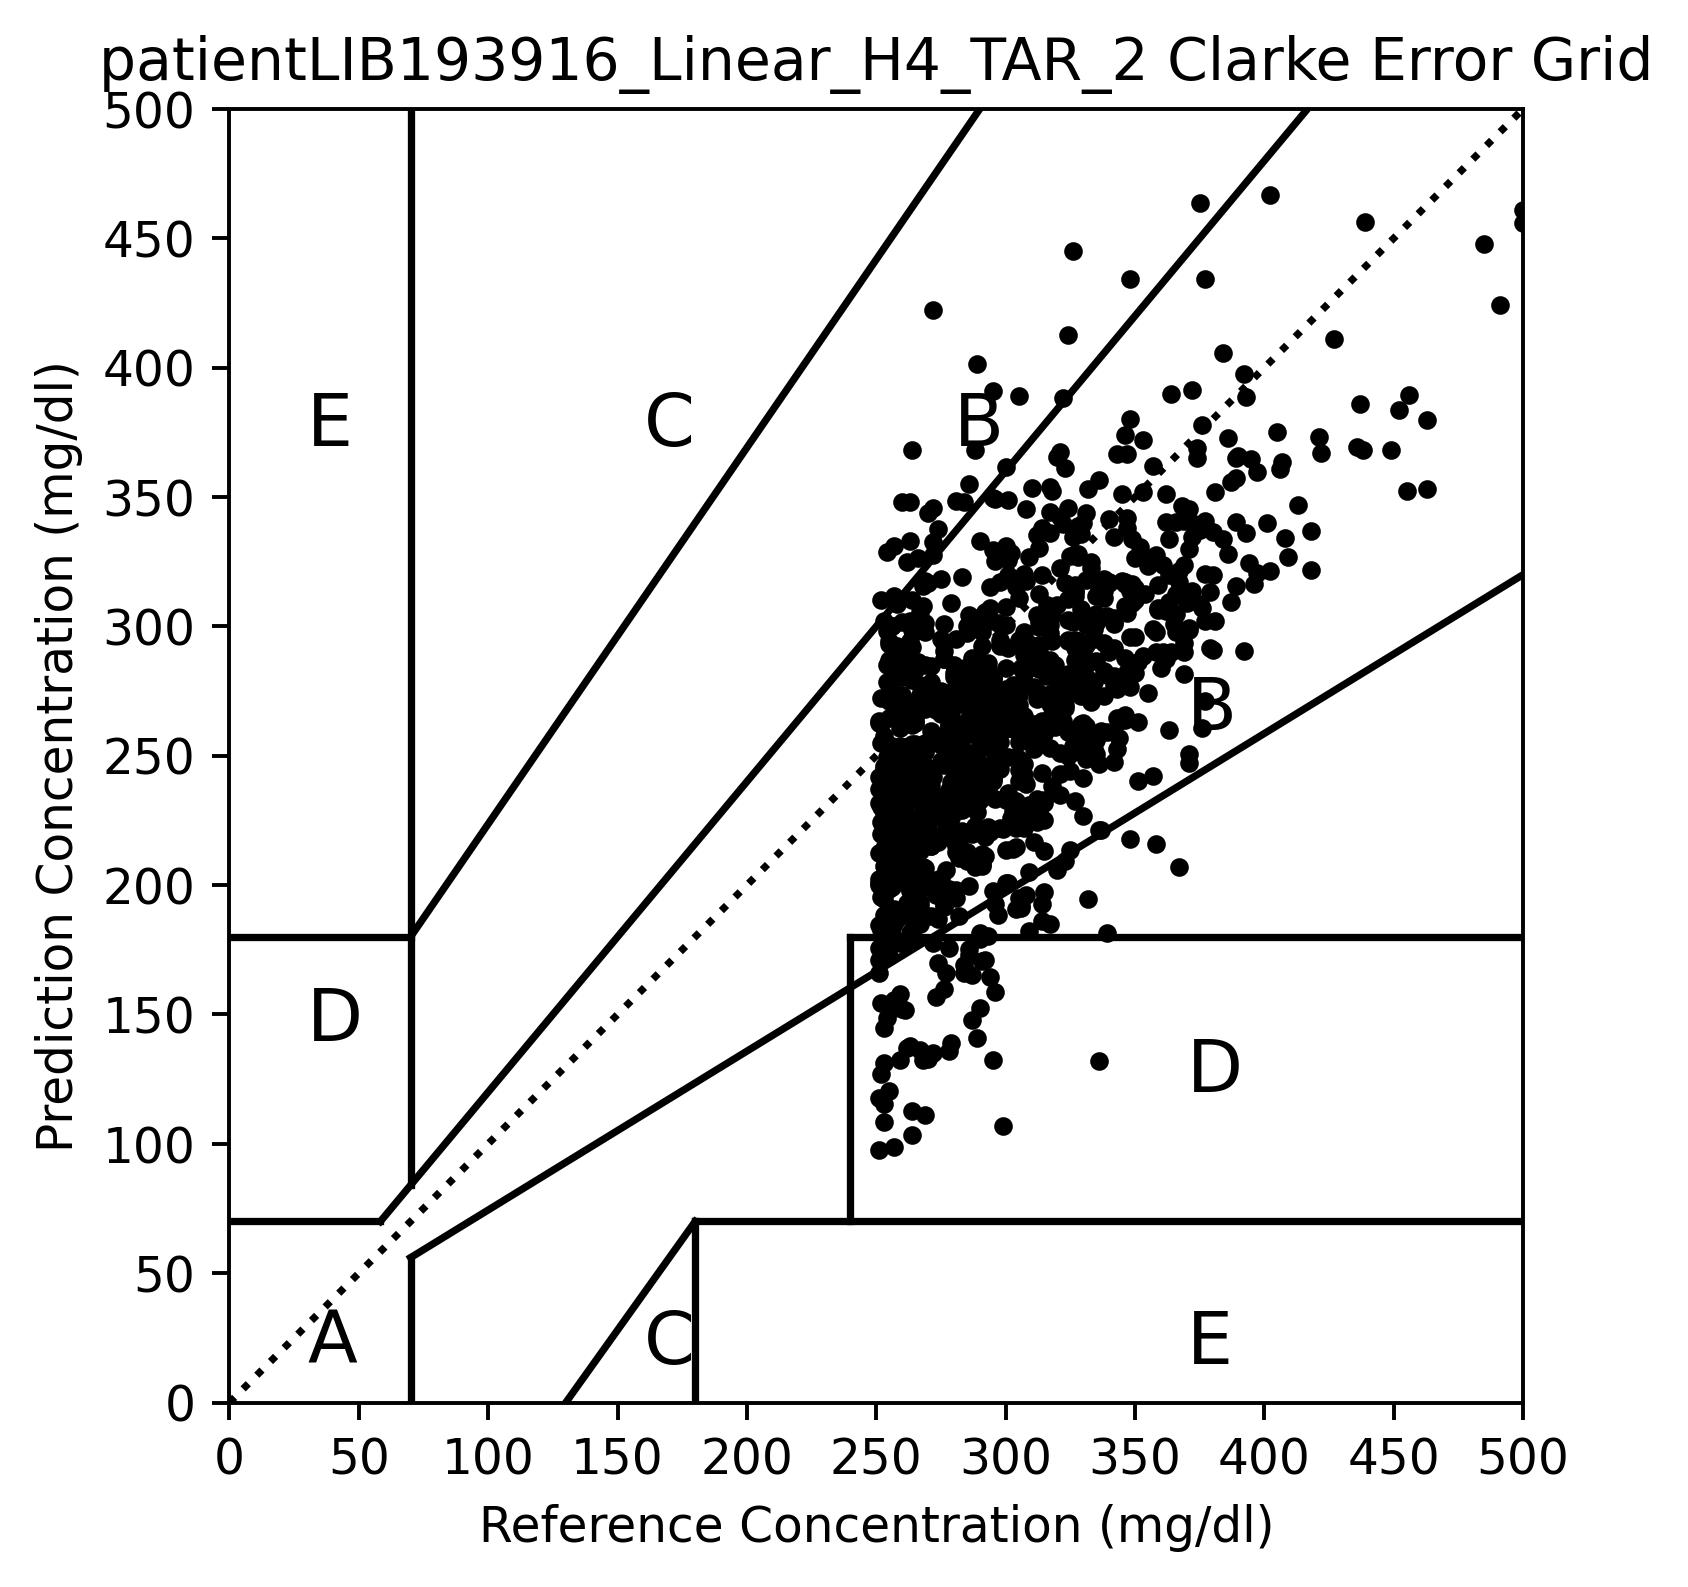 patientLIB193916_Linear_H4_TAR_2 Clarke Error Grid
500
450
400
350
300
250
200
150
100
50
0
Prediction Concentration (mg/dl)
E
C
B
B
D
D
A
C
E
0 50 100 150 200 250 300 350 400 450 500
Reference Concentration (mg/dl)